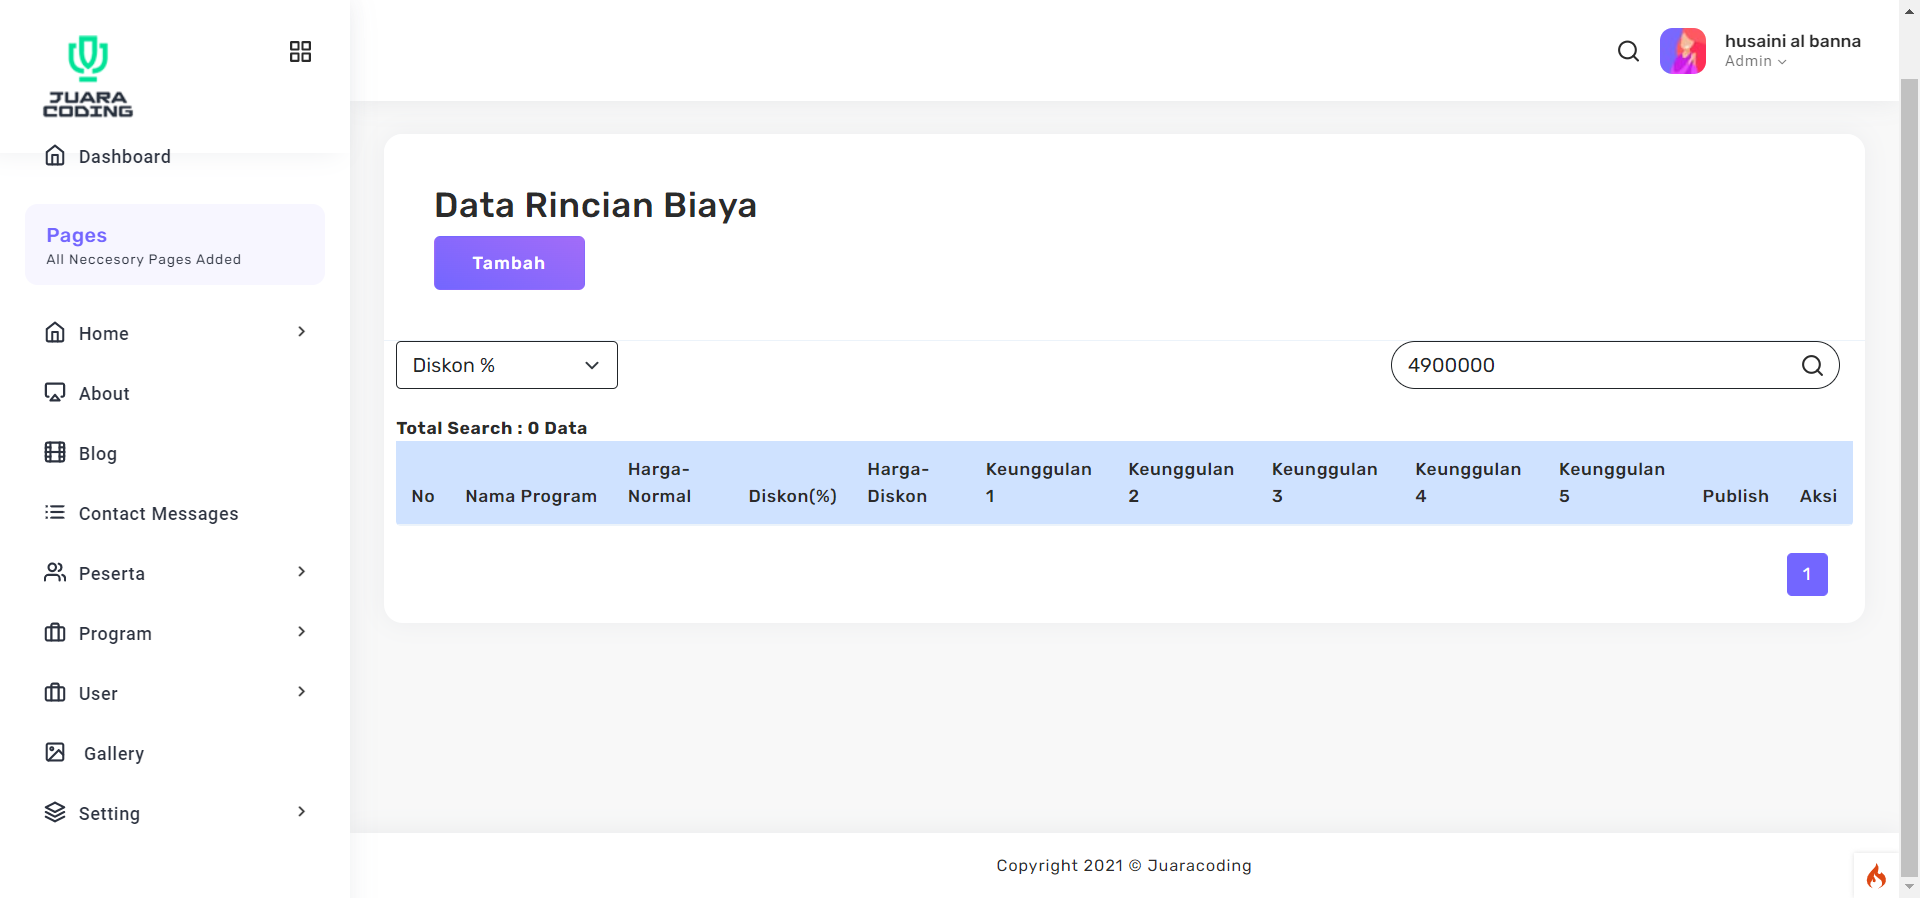 JUARA
CODING
husaini al banna
Admin
Dashboard
Pages
All Neccesory Pages Added
Home
About
Blog
Contact Messages
Peserta
Program
User
Gallery
Setting
Data Rincian Biaya
Tambah
Diskon %
4900000
Total Search : 0 Data
No Nama Program Harga-Normal Diskon(%) Harga-Diskon Keunggulan 1 Keunggulan 2 Keunggulan 3 Keunggulan 4 Keunggulan 5 Publish Aksi
1
Copyright 2021 © Juaracoding